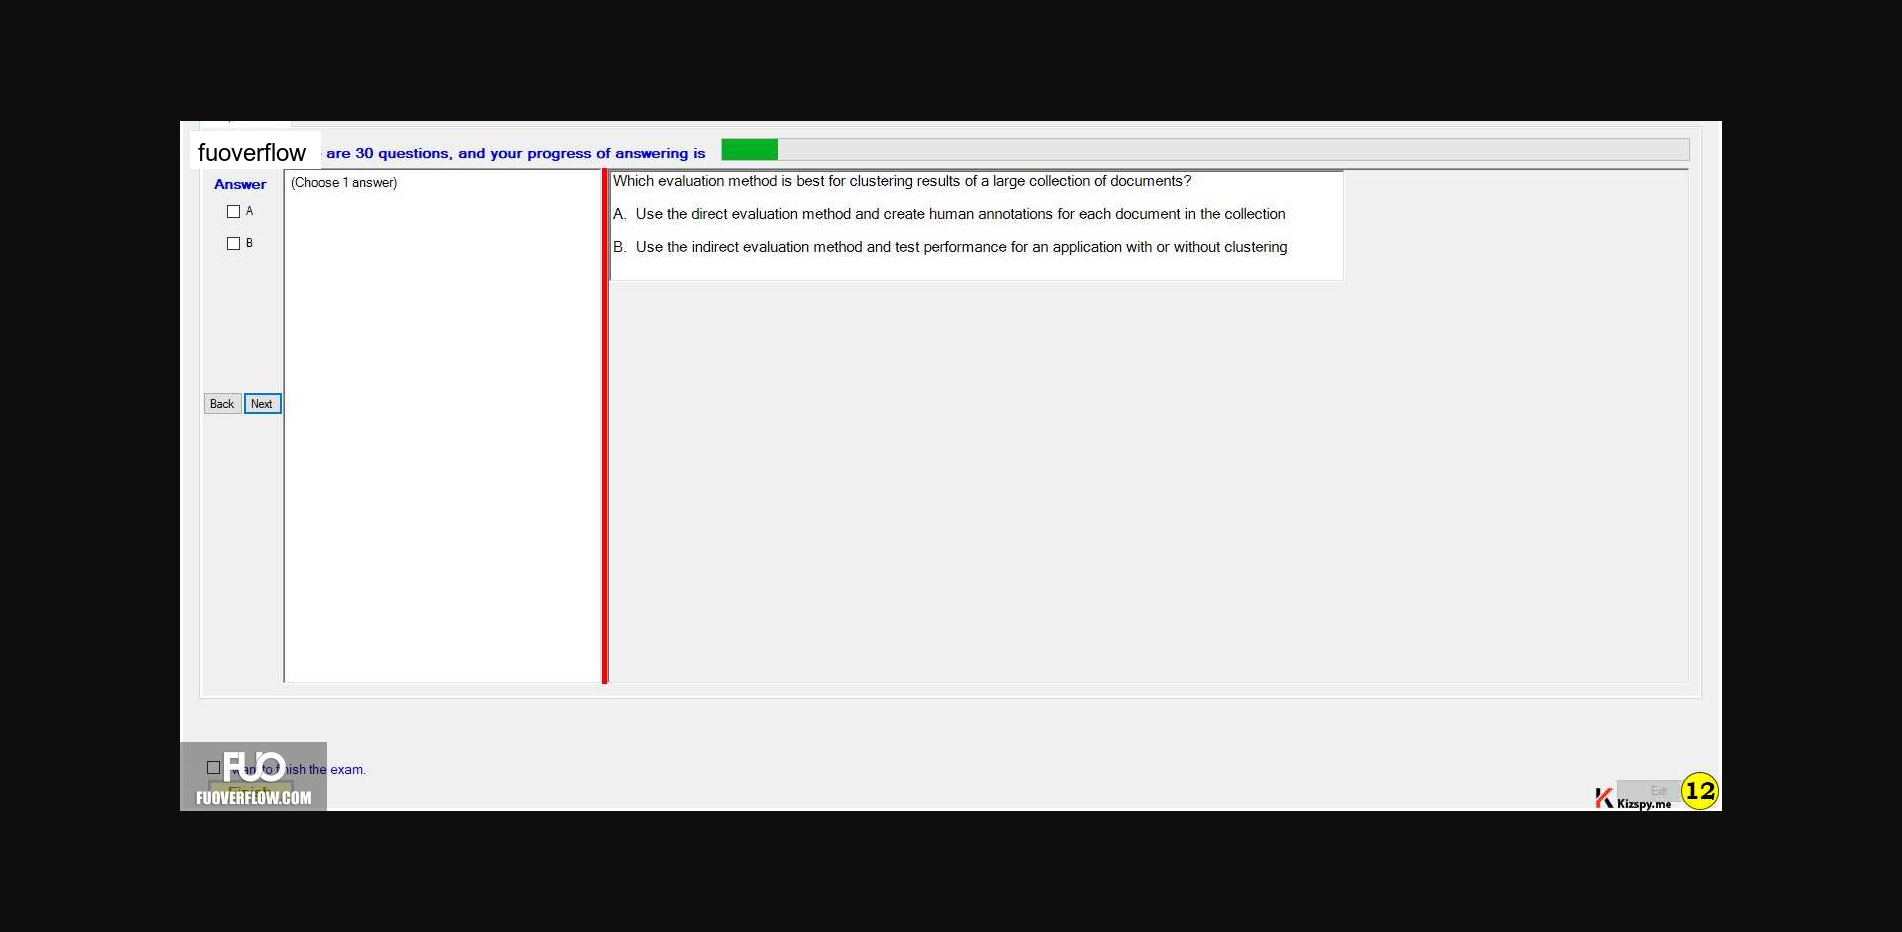 fuoverflow are 30 questions, and your progress of answering is
Answer
(Choose 1 answer)
A
B
Back Next
Which evaluation method is best for clustering results of a large collection of documents?
A. Use the direct evaluation method and create human annotations for each document in the collection
B. Use the indirect evaluation method and test performance for an application with or without clustering
want to finish the exam.
Finish
FUO
FUOVERFLOW.COM
Exit
Kizspy.me
12